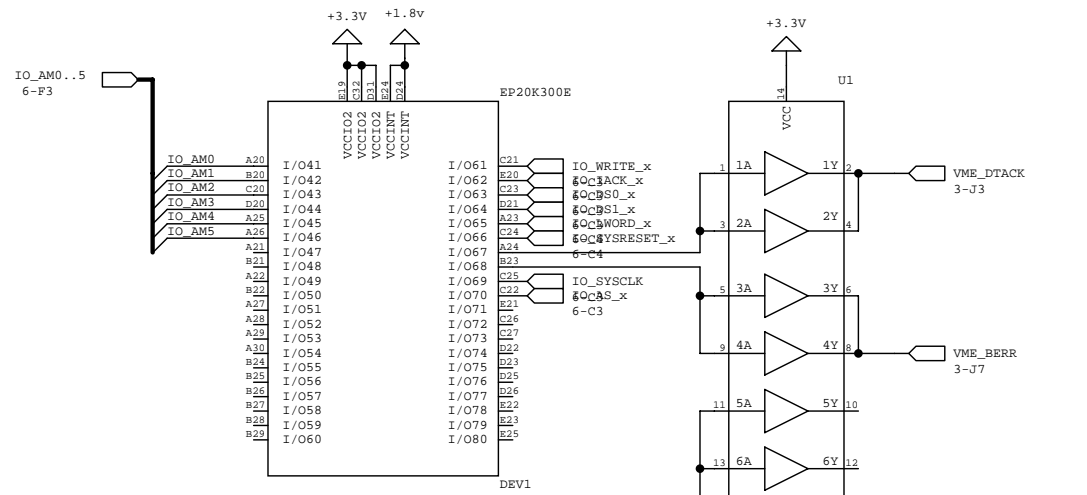 +3.3V
+1.8v
+3.3V
IO_AM0..5
6-F3
U1
EP20K300E
E19
C32
D31
E24
D24
14
VCCIO2
VCCIO2
VCCIO2
VCCINT
VCCINT
VCC
IO_AM0 A20 I/O41 I/O61 C21 IO_WRITE_x
IO_AM1 B20 I/O42 I/O62 E20 IO_IACK_x
IO_AM2 C20 I/O43 I/O63 C23 IO_DS0_x
IO_AM3 D20 I/O44 I/O64 D21 IO_DS1_x
IO_AM4 A25 I/O45 I/O65 A23 IO_LWORD_x
IO_AM5 A26 I/O46 I/O66 C24 IO_SYSRESET_x
6-C4
A21 I/O47 I/O67 A24
B21 I/O48 I/O68 B23
A22 I/O49 I/O69 C25 IO_SYSCLK
B22 I/O50 I/O70 C22 IO_AS_x
6-C3
A27 I/O51 I/O71 E21
A28 I/O52 I/O72 C26
A29 I/O53 I/O73 C27
A30 I/O54 I/O74 D22
B24 I/O55 I/O75 D23
B25 I/O56 I/O76 D25
B26 I/O57 I/O77 D26
B27 I/O58 I/O78 E22
B28 I/O59 I/O79 E23
B29 I/O60 I/O80 E25
DEV1
1 1A 1Y 2 VME_DTACK
3-J3
3 2A 2Y 4
5 3A 3Y 6
9 4A 4Y 8 VME_BERR
3-J7
11 5A 5Y 10
13 6A 6Y 12